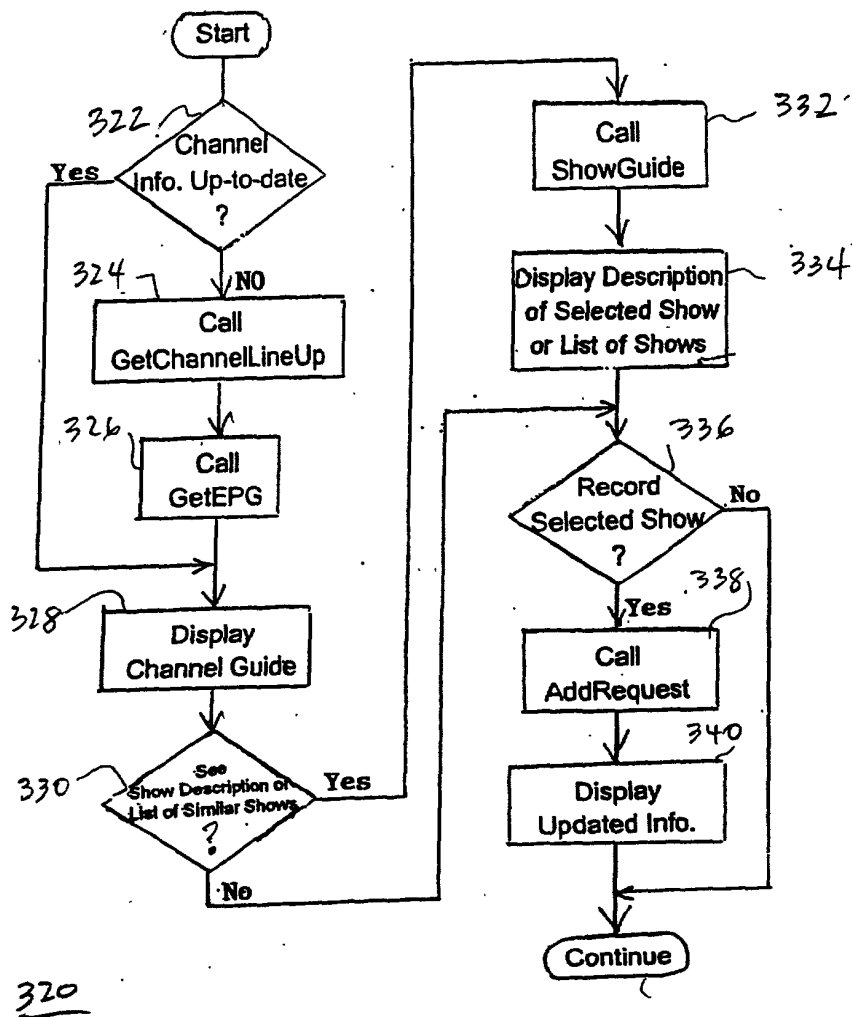 Start
322
Channel
Info. Up-to-date
?
Yes
NO
324
Call
GetChannelLineUp
326
Call
GetEPG
328
Display
Channel Guide
330
See
Show Description or
List of Similar Shows
?
Yes
No
332
Call
ShowGuide
334
Display Description
of Selected Show
or List of Shows
336
Record
Selected Show
?
No
Yes
338
Call
AddRequest
340
Display
Updated Info.
Continue
320